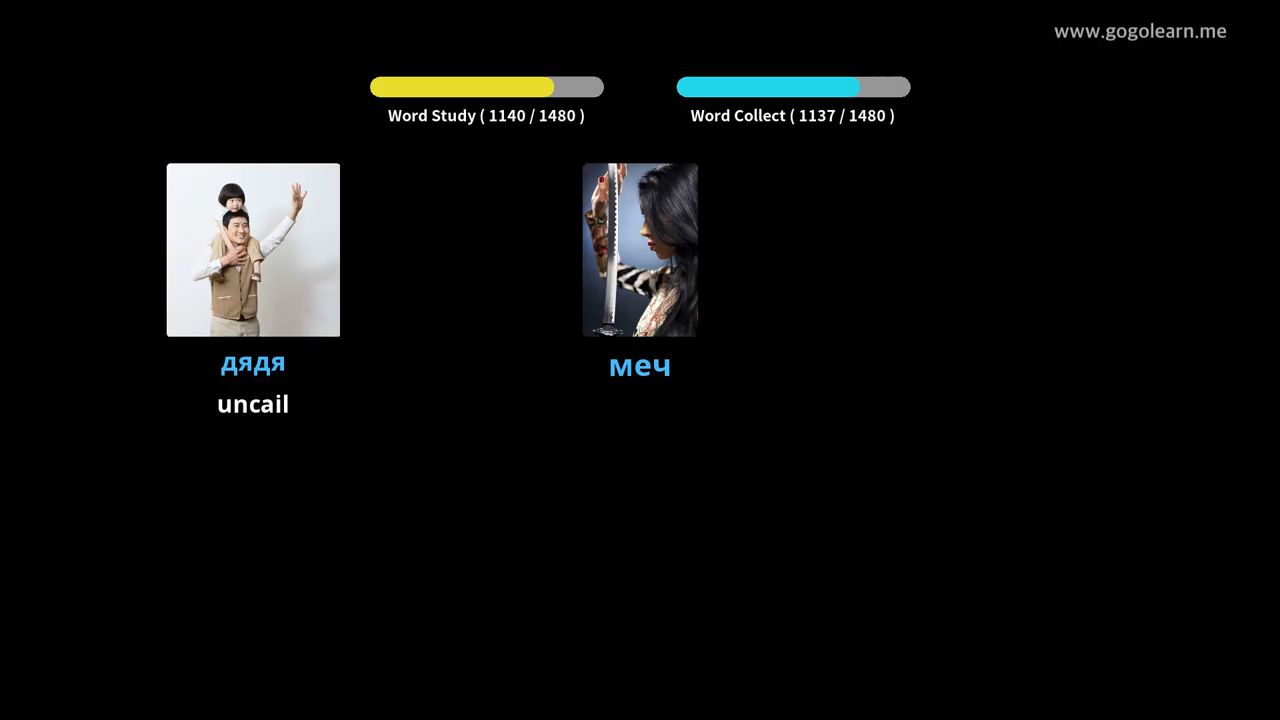 www.gogolearn.me
Word Study ( 1140 / 1480 )
Word Collect ( 1137 / 1480 )
дядя
меч
uncail